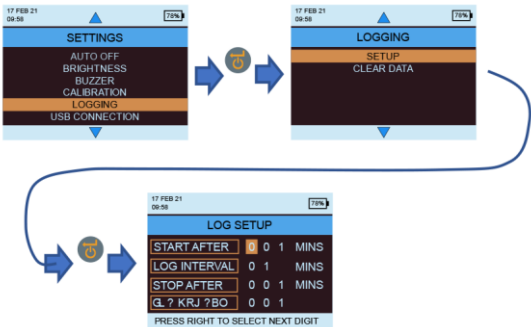 17 FEB 21
09:58
78%
SETTINGS
AUTO OFF
BRIGHTNESS
BUZZER
CALIBRATION
LOGGING
USB CONNECTION
17 FEB 21
09:58
78%
LOGGING
SETUP
CLEAR DATA
17 FEB 21
09:58
78%
LOG SETUP
START AFTER 0 0 1 MINS
LOG INTERVAL 0 1 MINS
STOP AFTER 0 0 1 MINS
GL ? KRJ ?BO 0 0 1
PRESS RIGHT TO SELECT NEXT DIGIT